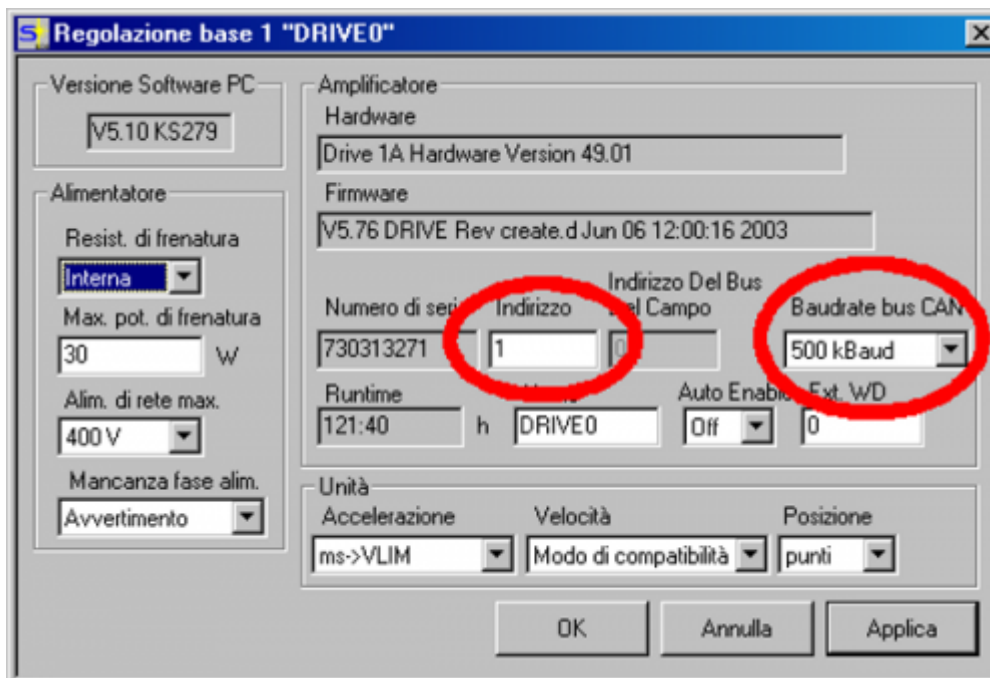 Regolazione base 1 "DRIVE0"
Versione Software PC
V5.10 KS279
Alimentatore
Resist. di frenatura
Interna
Max. pot. di frenatura
30 W
Alim. di rete max.
400 V
Mancanza fase alim.
Avvertimento
Amplificatore
Hardware
Drive 1A Hardware Version 49.01
Firmware
V5.76 DRIVE Rev create.d Jun 06 12:00:16 2003
Numero di seri
730313271
Indirizzo
1
Indirizzo Del Bus
el Campo
0
Baudrate bus CAN
500 kBaud
Runtime
121:40 h
DRIVE0
Auto Enable
Off
Ext. WD
0
Unità
Accelerazione
ms->VLIM
Velocità
Modo di compatibilità
Posizione
punti
OK Annulla Applica